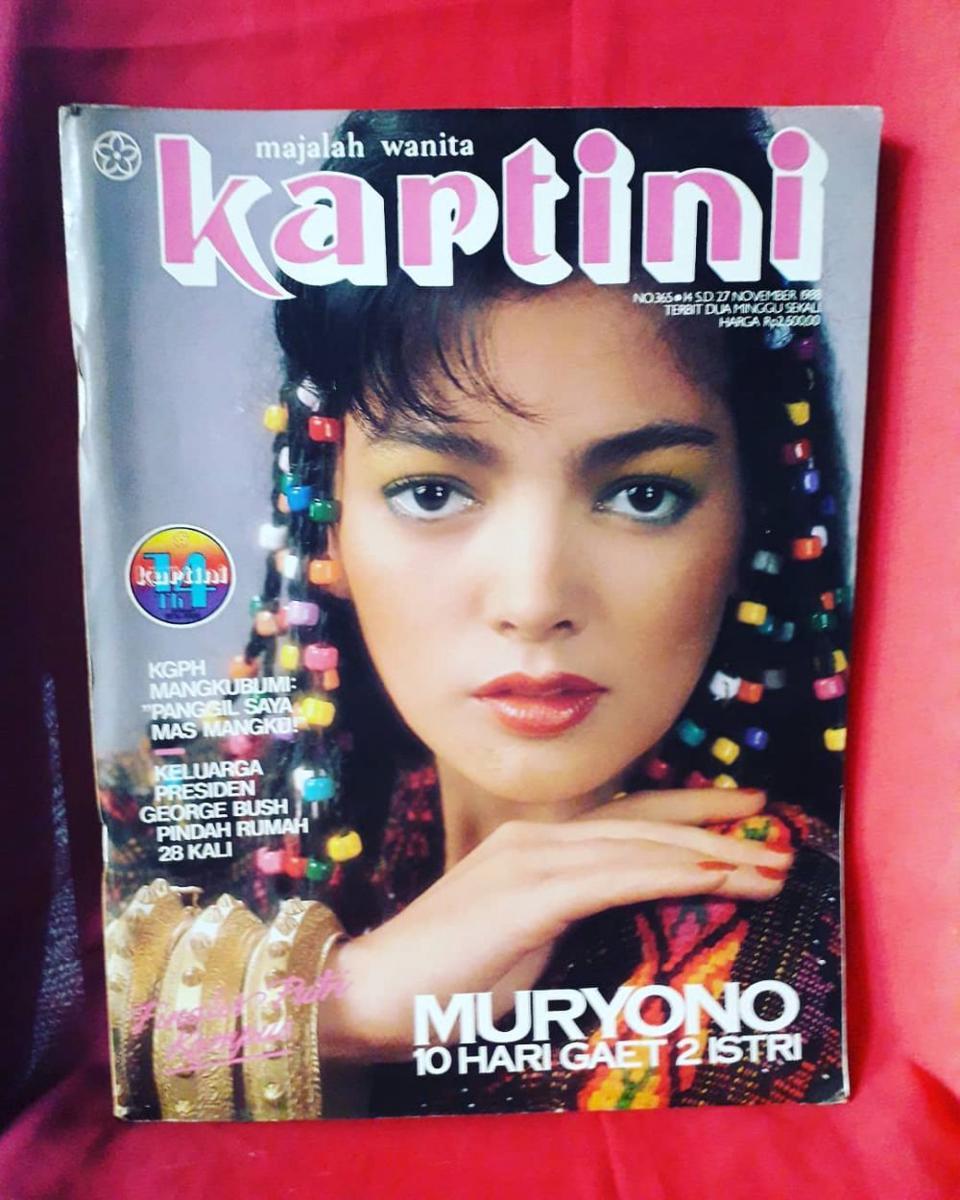 majalah wanita
kartini
NO.365 ● 14 S.D. 27 NOVEMBER 1988
TERBIT DUA MINGGU SEKALI
HARGA Rp2.600,00
kartini
14
Th
KGPH
MANGKUBUMI:
"PANGGIL SAYA
MAS MANGKU!"
KELUARGA
PRESIDEN
GEORGE BUSH
PINDAH RUMAH
28 KALI
MURYONO
10 HARI GAET 2 ISTRI